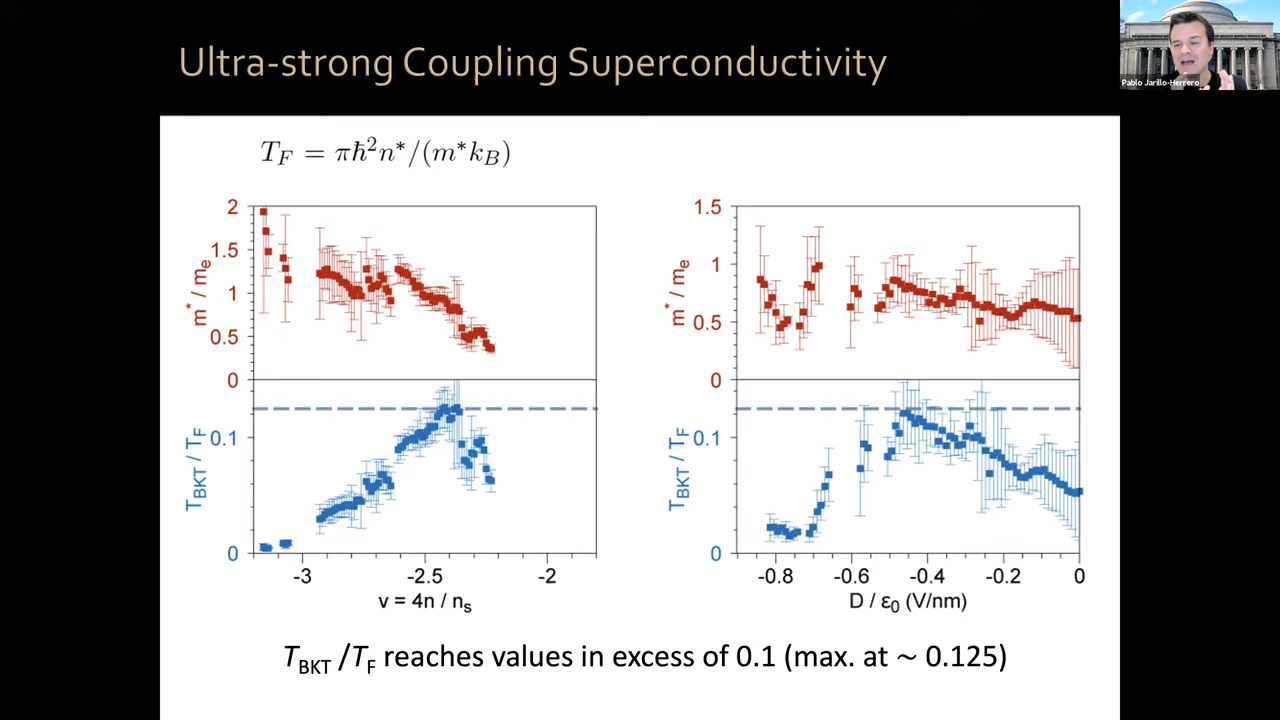 Ultra-strong Coupling Superconductivity
Pablo Jarillo-Herrero
T_F = πħ²n*/(m*k_B)
2
1.5
1
0.5
0
m* / mₑ
0.1
0
T_BKT / T_F
-3
-2.5
-2
ν = 4n / nₛ
1.5
1
0.5
0
m* / mₑ
0.1
0
T_BKT / T_F
-0.8
-0.6
-0.4
-0.2
0
D / ε₀ (V/nm)
T_BKT /T_F reaches values in excess of 0.1 (max. at ~ 0.125)